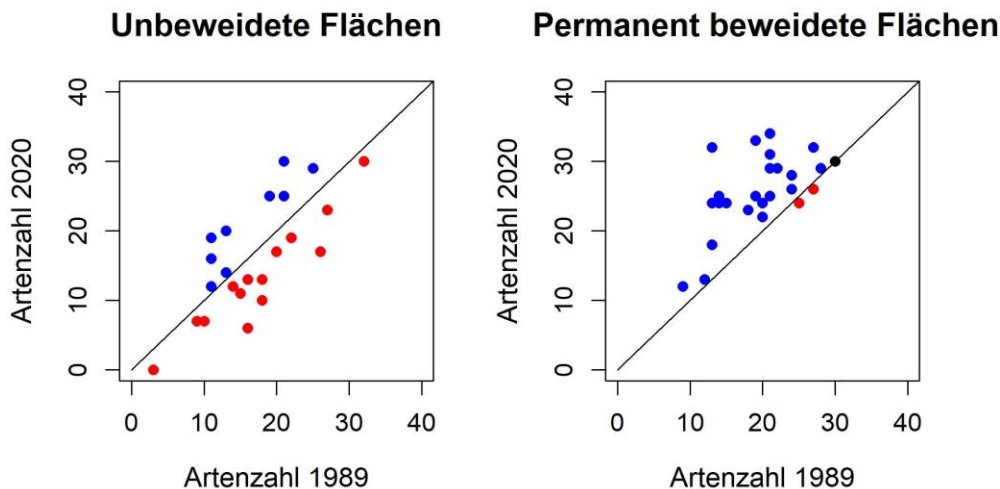 Unbeweidete Flächen
Artenzahl 2020
40
30
20
10
0
0 10 20 30 40
Artenzahl 1989
Permanent beweidete Flächen
Artenzahl 2020
40
30
20
10
0
0 10 20 30 40
Artenzahl 1989